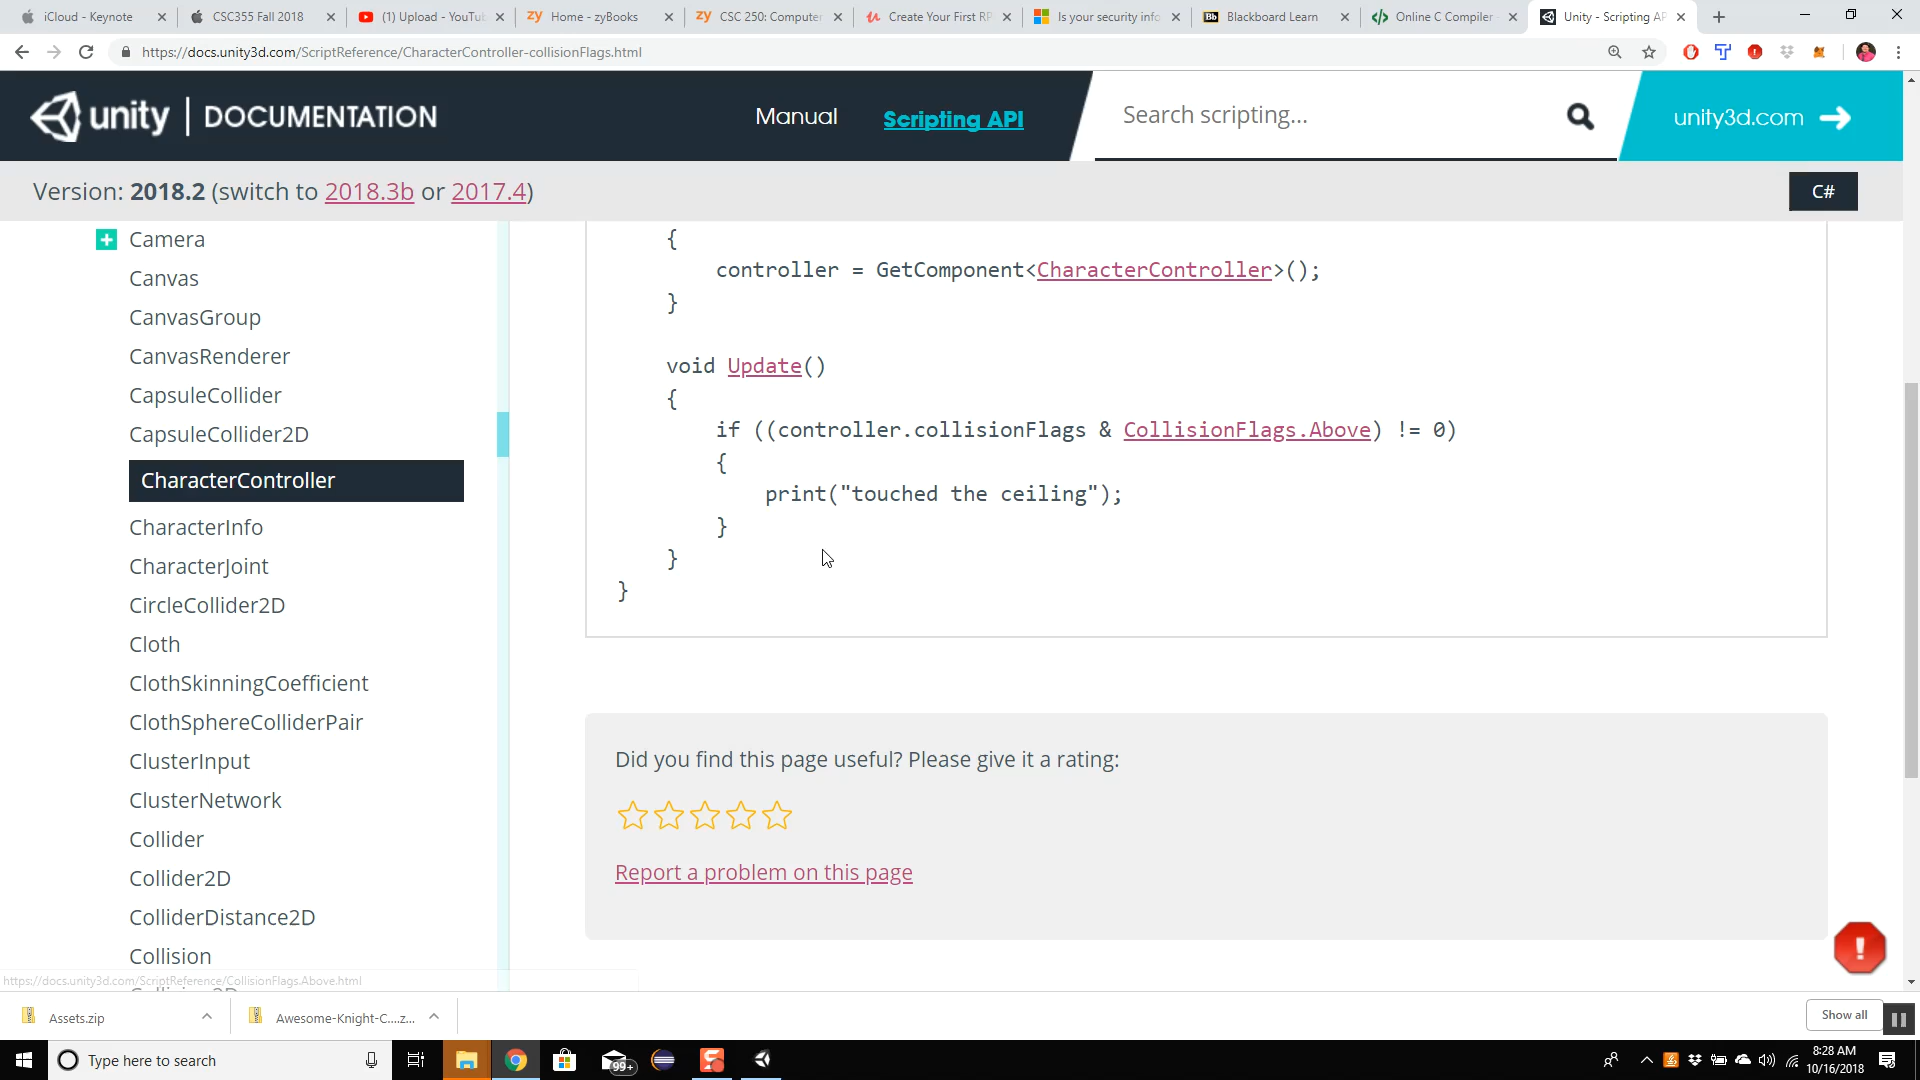 iCloud - Keynote
CSC355 Fall 2018
(1) Upload - YouTub
Home - zyBooks
CSC 250: Computer
Create Your First RP
Is your security info
Blackboard Learn
Online C Compiler -
Unity - Scripting AP
https://docs.unity3d.com/ScriptReference/CharacterController-collisionFlags.html
unity | DOCUMENTATION
Manual
Scripting API
Search scripting...
unity3d.com
Version: 2018.2 (switch to 2018.3b or 2017.4)
C#
Camera
Canvas
CanvasGroup
CanvasRenderer
CapsuleCollider
CapsuleCollider2D
CharacterController
CharacterInfo
CharacterJoint
CircleCollider2D
Cloth
ClothSkinningCoefficient
ClothSphereColliderPair
ClusterInput
ClusterNetwork
Collider
Collider2D
ColliderDistance2D
Collision
{
controller = GetComponent<CharacterController>();
}
void Update()
{
if ((controller.collisionFlags & CollisionFlags.Above) != 0)
{
print("touched the ceiling");
}
}
}
Did you find this page useful? Please give it a rating:
Report a problem on this page
https://docs.unity3d.com/ScriptReference/CollisionFlags.Above.html
Assets.zip
Awesome-Knight-C....z...
Show all
Type here to search
99+
8:28 AM
10/16/2018